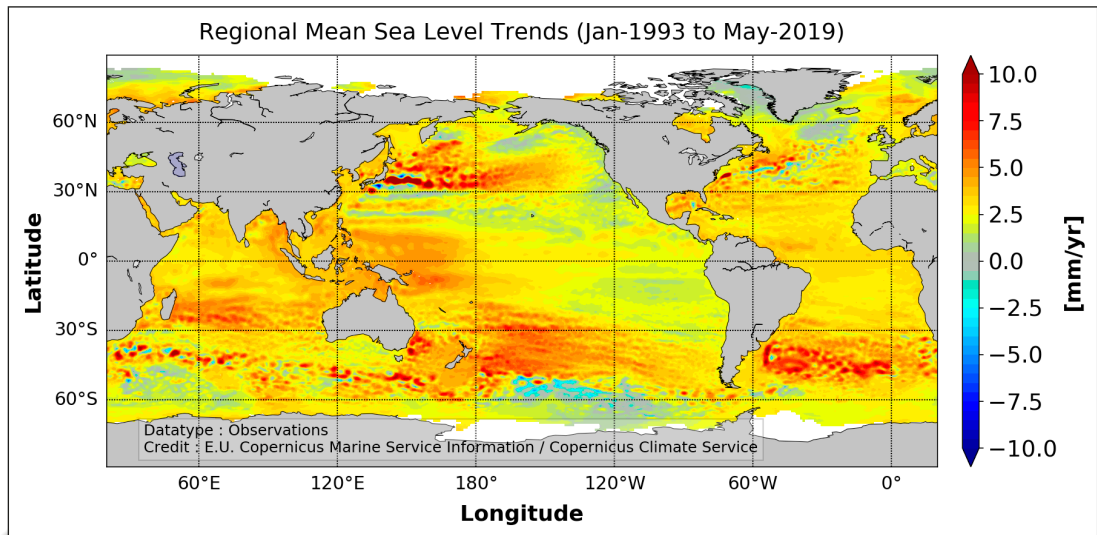 Regional Mean Sea Level Trends (Jan-1993 to May-2019)
10.0
7.5
5.0
2.5
0.0
−2.5
−5.0
−7.5
−10.0
[mm/yr]
Latitude
60°N
30°N
0°
30°S
60°S
Datatype : Observations
Credit : E.U. Copernicus Marine Service Information / Copernicus Climate Service
60°E
120°E
180°
120°W
60°W
0°
Longitude